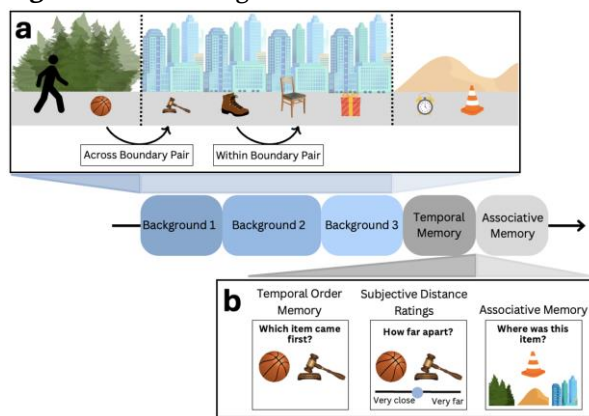 a
Across Boundary Pair
Within Boundary Pair
Background 1
Background 2
Background 3
Temporal
Memory
Associative
Memory
b
Temporal Order
Memory
Which item came
first?
Subjective Distance
Ratings
How far apart?
Very close
Very far
Associative Memory
Where was this
item?